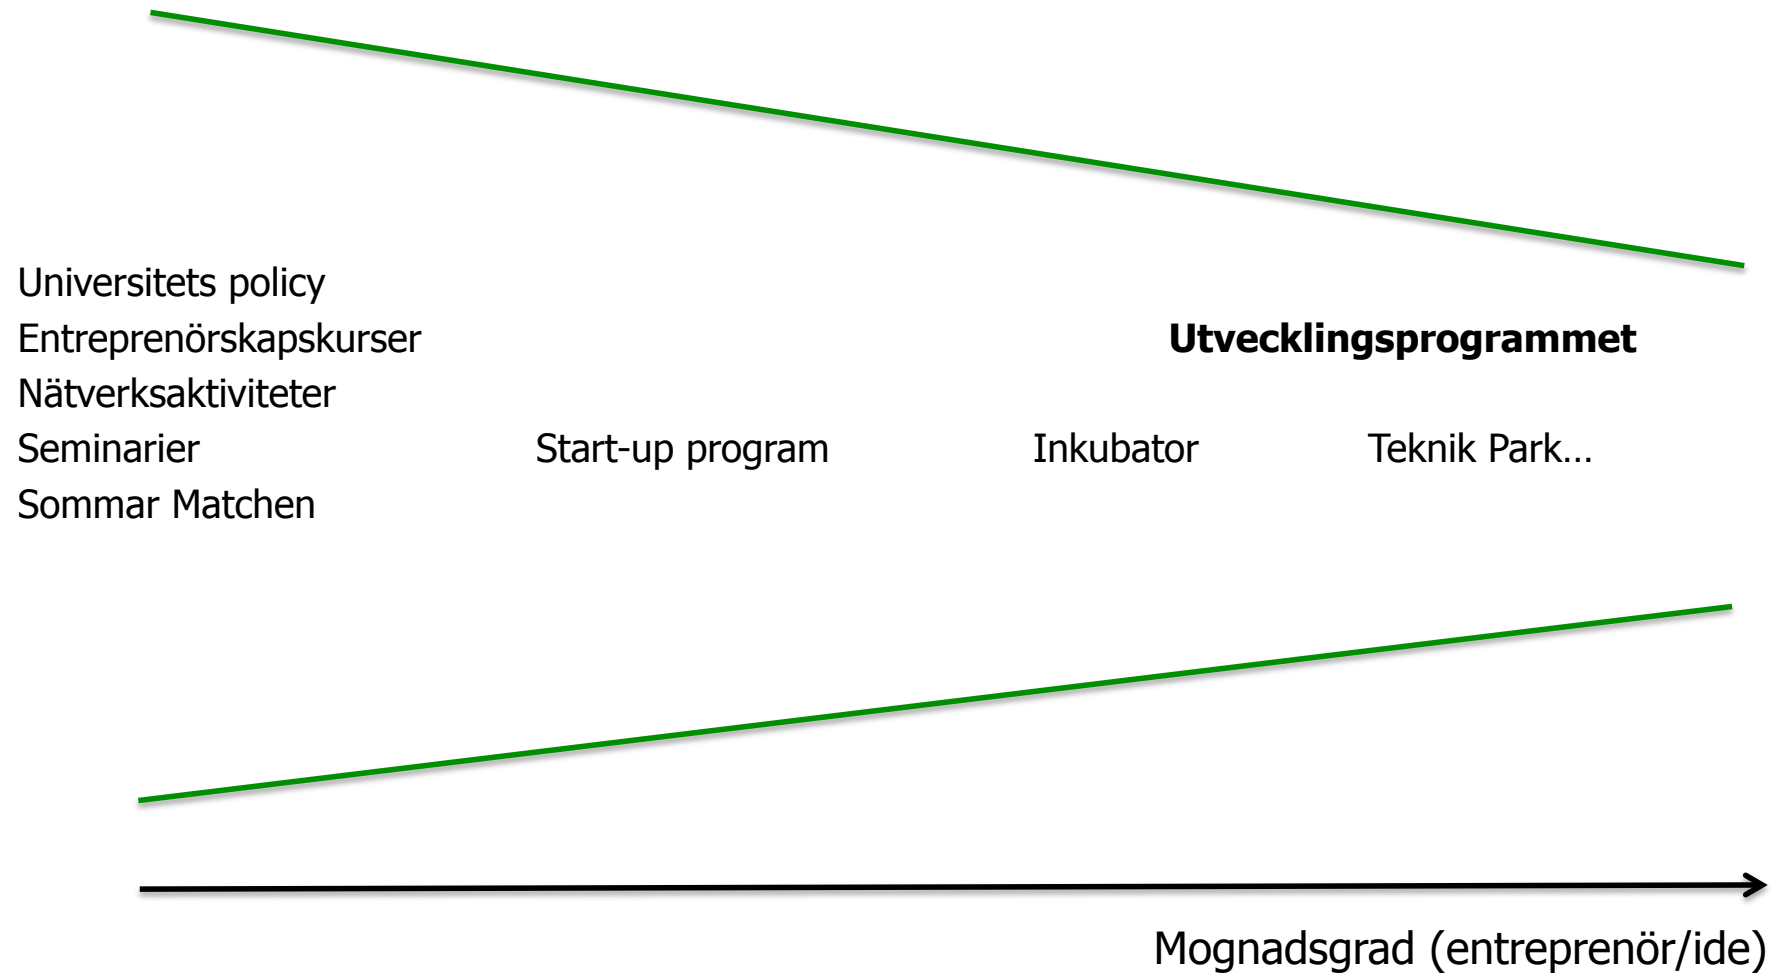 Universitets policy
Entreprenörskapskurser
Utvecklingsprogrammet
Nätverksaktiviteter
Seminarier Start-up program Inkubator Teknik Park...
Sommar Matchen
Mognadsgrad (entreprenör/ide)